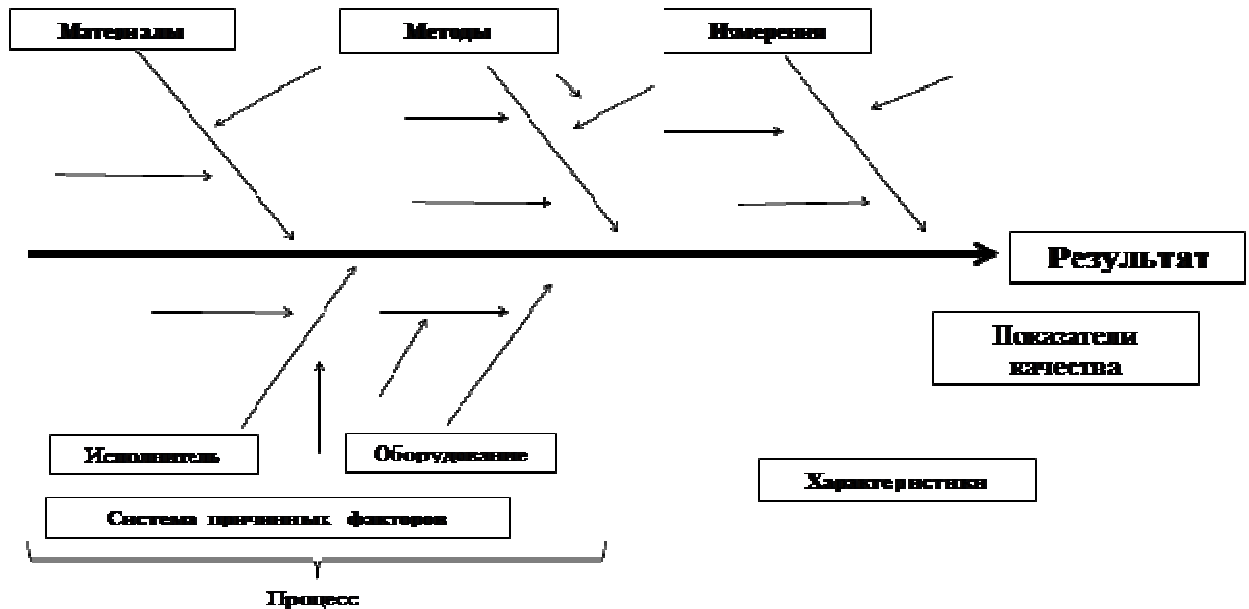 Материалы
Методы
Измерения
Результат
Показатели
качества
Исполнитель
Оборудование
Характеристики
Система причинных факторов
Процесс